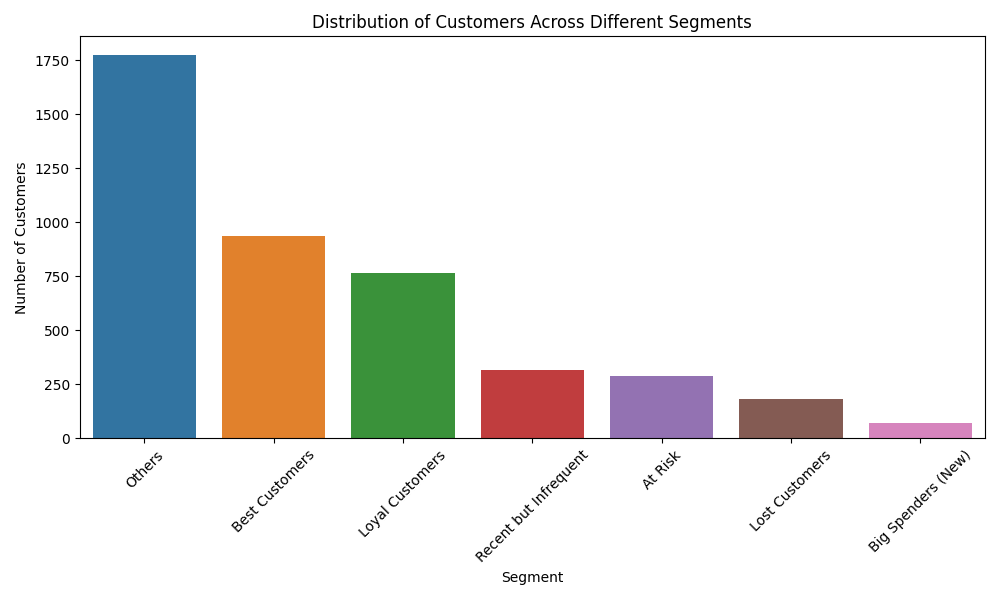 Distribution of Customers Across Different Segments
Number of Customers
1750
1500
1250
1000
750
500
250
0
Others
Best Customers
Loyal Customers
Recent but Infrequent
At Risk
Lost Customers
Big Spenders (New)
Segment